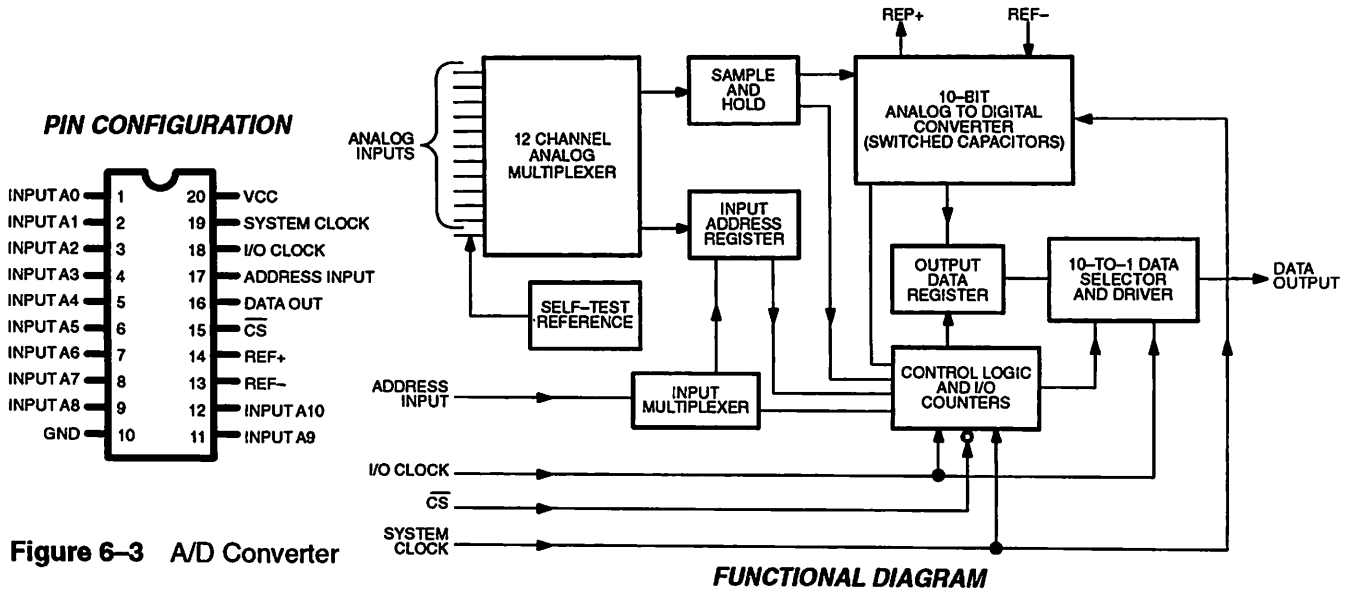 PIN CONFIGURATION
INPUT A0 1 20 VCC
INPUT A1 2 19 SYSTEM CLOCK
INPUT A2 3 18 I/O CLOCK
INPUT A3 4 17 ADDRESS INPUT
INPUT A4 5 16 DATA OUT
INPUT A5 6 15 C̅S̅
INPUT A6 7 14 REF+
INPUT A7 8 13 REF–
INPUT A8 9 12 INPUT A10
GND 10 11 INPUT A9
Figure 6–3 A/D Converter
REP+
REF–
ANALOG
INPUTS
12 CHANNEL
ANALOG
MULTIPLEXER
SAMPLE
AND
HOLD
10–BIT
ANALOG TO DIGITAL
CONVERTER
(SWITCHED CAPACITORS)
INPUT
ADDRESS
REGISTER
SELF–TEST
REFERENCE
OUTPUT
DATA
REGISTER
10–TO–1 DATA
SELECTOR
AND DRIVER
DATA
OUTPUT
ADDRESS
INPUT
INPUT
MULTIPLEXER
CONTROL LOGIC
AND I/O
COUNTERS
I/O CLOCK
C̅S̅
SYSTEM
CLOCK
FUNCTIONAL DIAGRAM